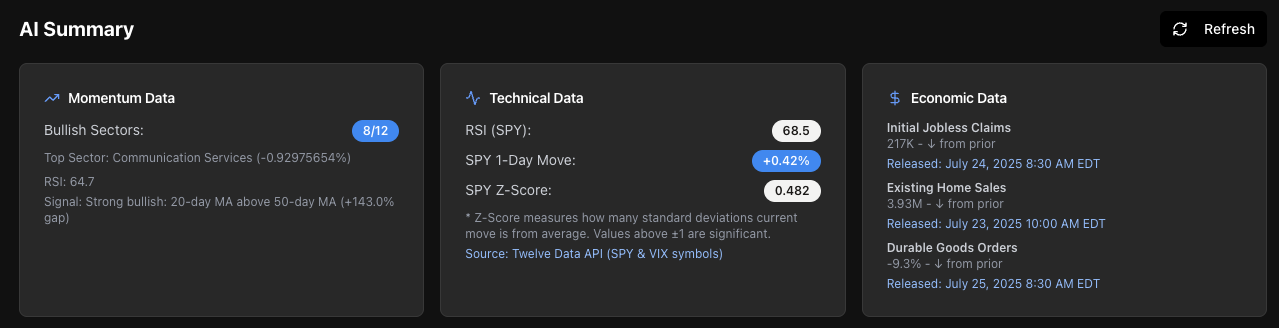 AI Summary
Refresh
Momentum Data
Bullish Sectors:
8/12
Top Sector: Communication Services (-0.92975654%)
RSI: 64.7
Signal: Strong bullish: 20-day MA above 50-day MA (+143.0%
gap)
Technical Data
RSI (SPY):
68.5
SPY 1-Day Move:
+0.42%
SPY Z-Score:
0.482
* Z-Score measures how many standard deviations current
move is from average. Values above ±1 are significant.
Source: Twelve Data API (SPY & VIX symbols)
Economic Data
Initial Jobless Claims
217K - ↓ from prior
Released: July 24, 2025 8:30 AM EDT
Existing Home Sales
3.93M - ↓ from prior
Released: July 23, 2025 10:00 AM EDT
Durable Goods Orders
-9.3% - ↓ from prior
Released: July 25, 2025 8:30 AM EDT